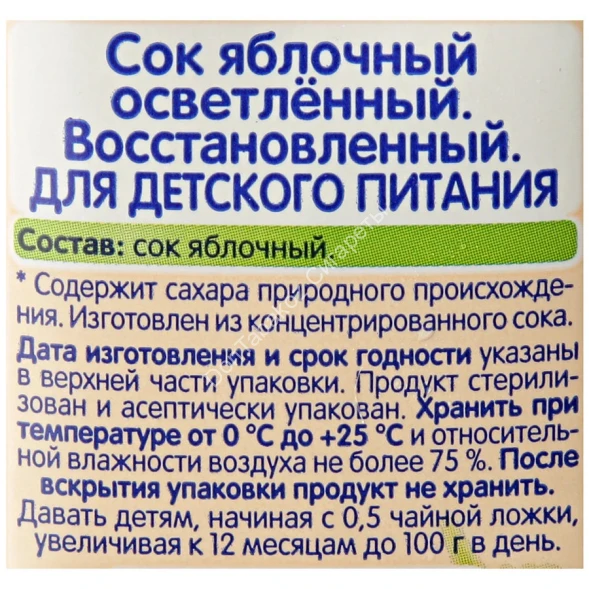 Сок яблочный
осветлённый.
Восстановленный.
ДЛЯ ДЕТСКОГО ПИТАНИЯ
Состав: сок яблочный
* Содержит сахара природного происхожде-
ния. Изготовлен из концентрированного сока.
Дата изготовления и срок годности указаны
в верхней части упаковки. Продукт стерили-
зован и асептически упакован. Хранить при
температуре от 0 °С до +25 °С и относитель-
ной влажности воздуха не более 75 %. После
вскрытия упаковки продукт не хранить.
Давать детям, начиная с 0,5 чайной ложки,
увеличивая к 12 месяцам до 100 г в день.